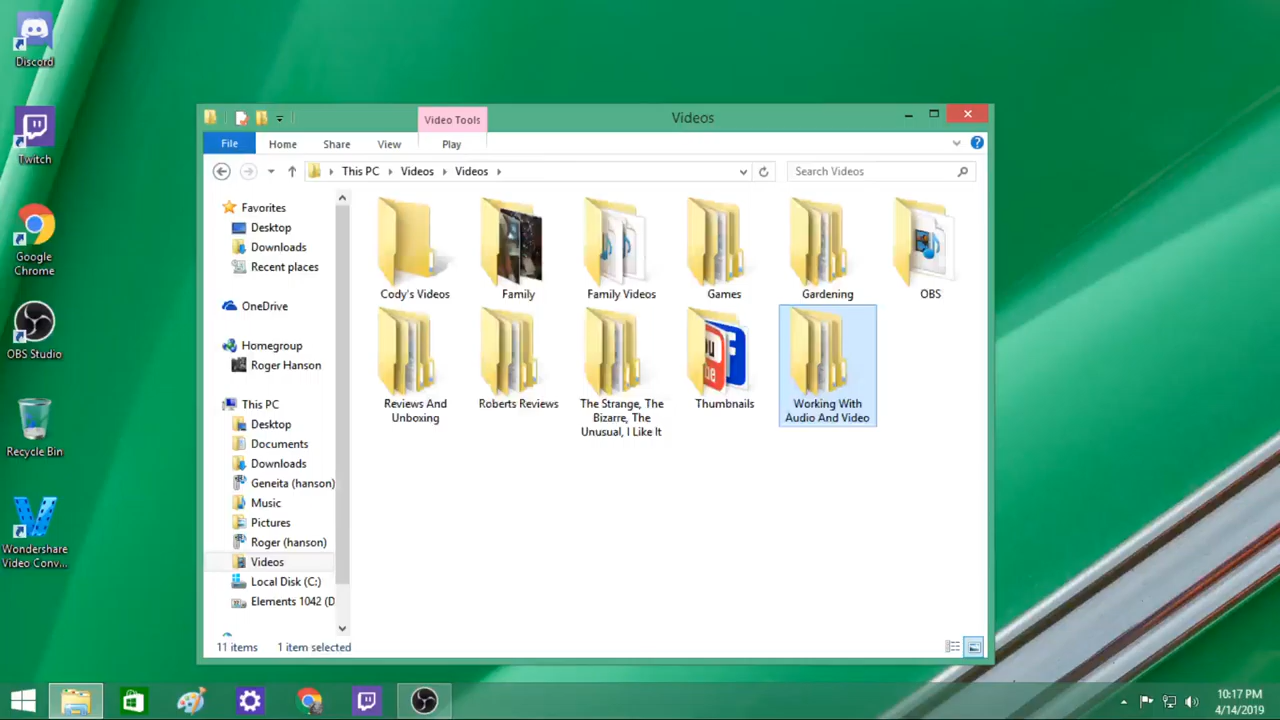 Discord
Twitch
Google
Chrome
OBS Studio
Recycle Bin
Wondershare
Video Conv...
Video Tools
Videos
File
Home
Share
View
Play
This PC
Videos
Videos
Search Videos
Favorites
Desktop
Downloads
Recent places
OneDrive
Homegroup
Roger Hanson
This PC
Desktop
Documents
Downloads
Geneita (hanson)
Music
Pictures
Roger (hanson)
Videos
Local Disk (C:)
Elements 1042 (D
Cody's Videos
Family
Family Videos
Games
Gardening
OBS
Reviews And
Unboxing
Roberts Reviews
The Strange, The
Bizarre, The
Unusual, I Like It
Thumbnails
Working With
Audio And Video
11 items
1 item selected
10:17 PM
4/14/2019